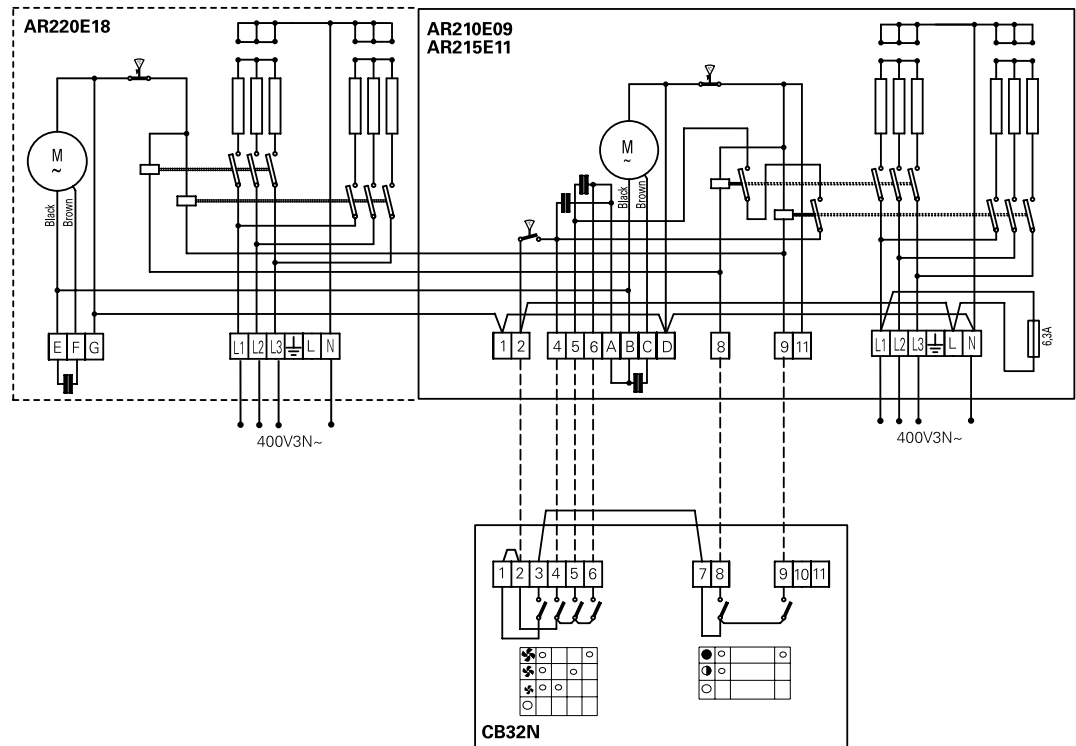 AR220E18
AR210E09
AR215E11
M
~
Black
Brown
M
~
Black
Brown
E F G
L1 L2 L3 L N
1 2
4 5 6 A B C D
8
9 11
L1 L2 L3 L N
6,3A
400V3N~
400V3N~
1 2 3 4 5 6
7 8
9 10 11
CB32N